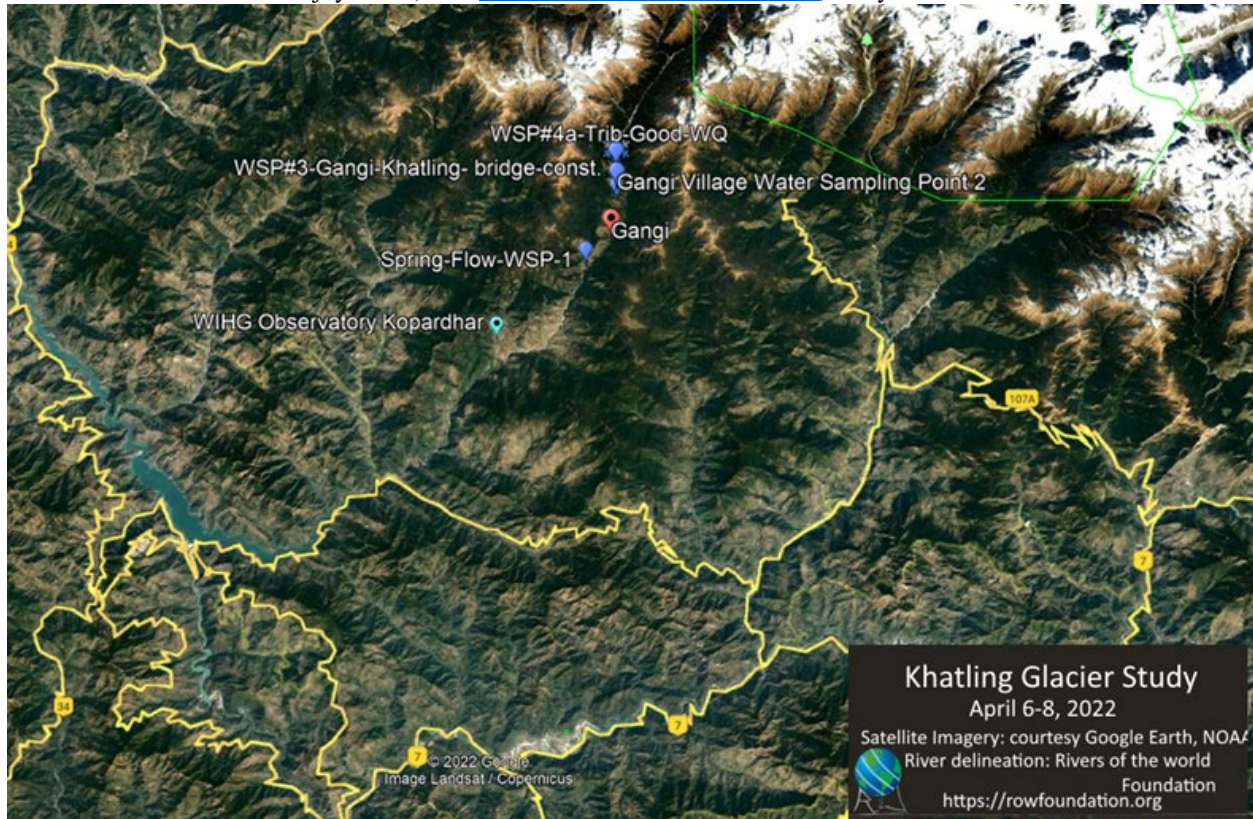 WSP#4a-Trib-Good-WQ
WSP#3-Gangi-Khatling- bridge-const.
Gangi Village Water Sampling Point 2
Gangi
Spring-Flow-WSP-1
WIHG Observatory Kopardhar
107A
7
34
7
7
© 2022 Google
Image Landsat / Copernicus
Khatling Glacier Study
April 6-8, 2022
Satellite Imagery: courtesy Google Earth, NOAA
River delineation: Rivers of the world
Foundation
https://rowfoundation.org